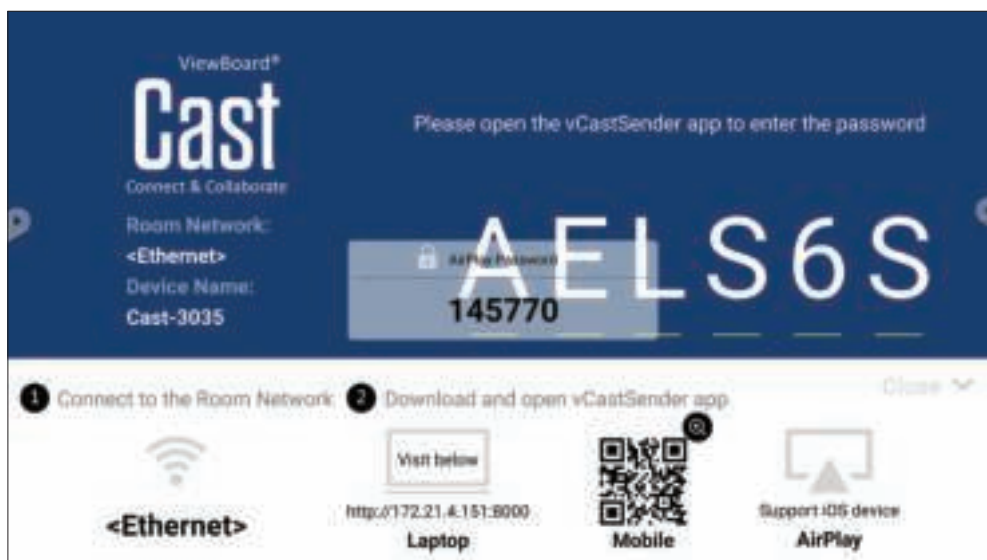 ViewBoard®
Cast
Connect & Collaborate
Please open the vCastSender app to enter the password
Room Network:
<Ethernet>
Device Name:
Cast-3035
AELS6S
AirPlay Password
145770
1 Connect to the Room Network
2 Download and open vCastSender app
Close
<Ethernet>
Visit below
http://172.21.4.151:8000
Laptop
Mobile
Support iOS device
AirPlay